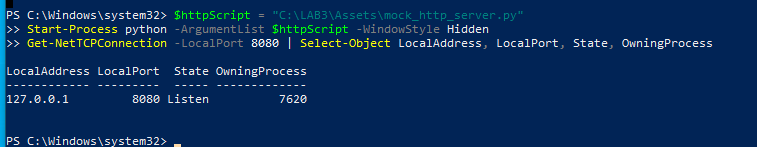 PS C:\Windows\system32> $httpScript = "C:\LAB3\Assets\mock_http_server.py"
>> Start-Process python -ArgumentList $httpScript -WindowStyle Hidden
>> Get-NetTCPConnection -LocalPort 8080 | Select-Object LocalAddress, LocalPort, State, OwningProcess
LocalAddress LocalPort  State OwningProcess
------------ ---------  ----- -------------
127.0.0.1         8080 Listen          7620
PS C:\Windows\system32>